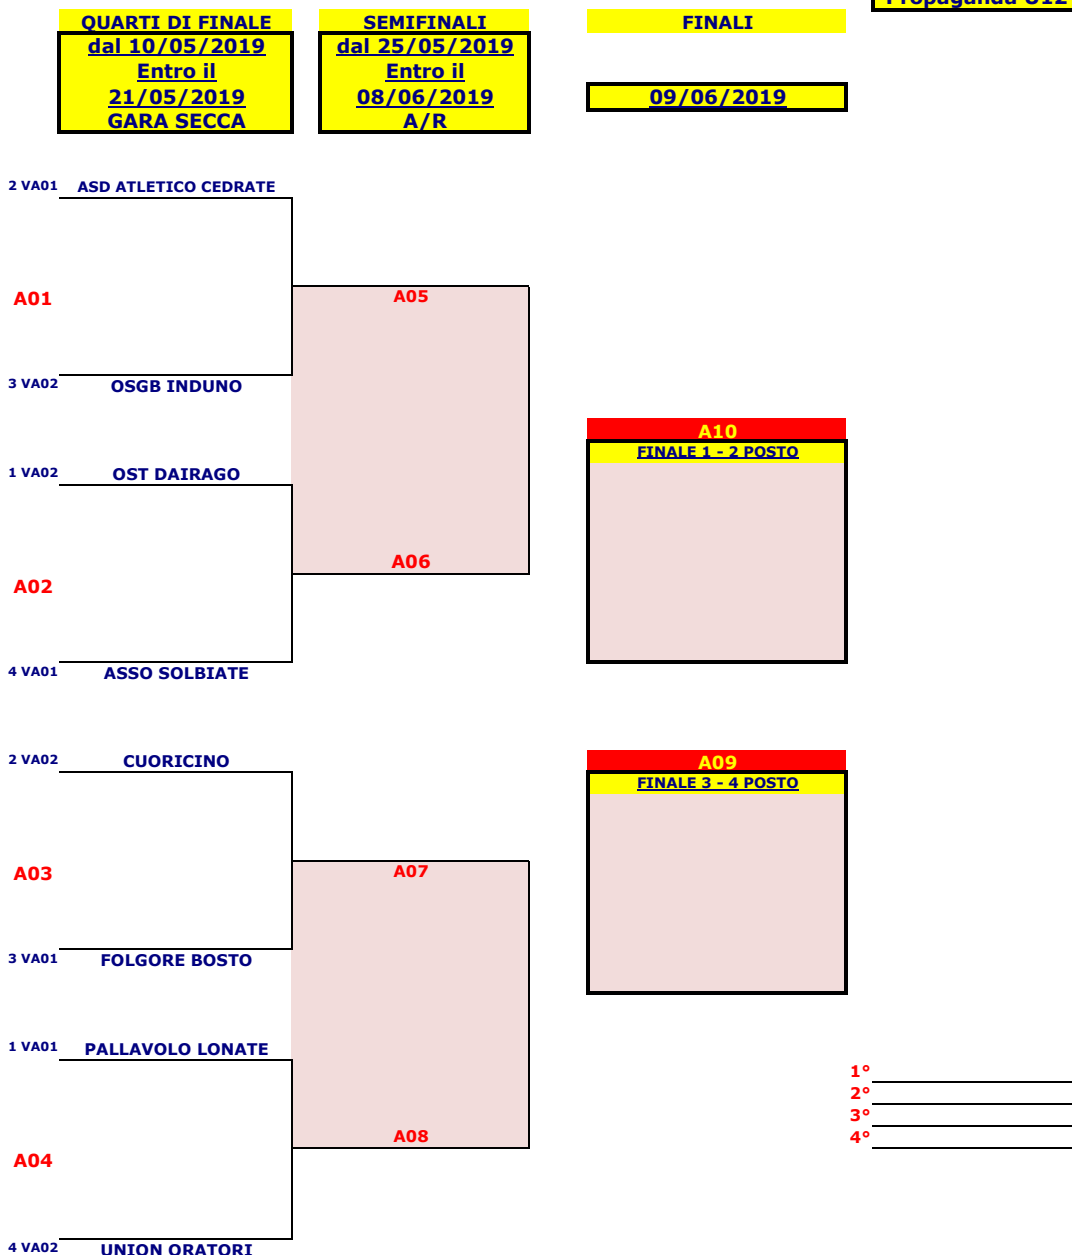 Propaganda U12
QUARTI DI FINALE
SEMIFINALI
FINALI
dal 10/05/2019
Entro il
21/05/2019
GARA SECCA
dal 25/05/2019
Entro il
08/06/2019
A/R
09/06/2019
2 VA01 ASD ATLETICO CEDRATE
A01
A05
3 VA02 OSGB INDUNO
A10
FINALE 1 - 2 POSTO
1 VA02 OST DAIRAGO
A06
A02
4 VA01 ASSO SOLBIATE
2 VA02 CUORICINO
A09
FINALE 3 - 4 POSTO
A03
A07
3 VA01 FOLGORE BOSTO
1 VA01 PALLAVOLO LONATE
1°
2°
3°
4°
A08
A04
4 VA02 UNION ORATORI